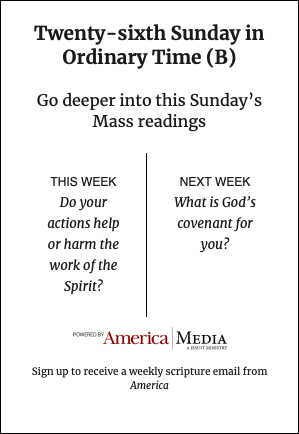 Twenty-sixth Sunday in
Ordinary Time (B)
Go deeper into this Sunday’s
Mass readings
THIS WEEK
Do your
actions help
or harm the
work of the
Spirit?
NEXT WEEK
What is God’s
covenant for
you?
POWERED BY America MEDIA
A JESUIT MINISTRY
Sign up to receive a weekly scripture email from
America